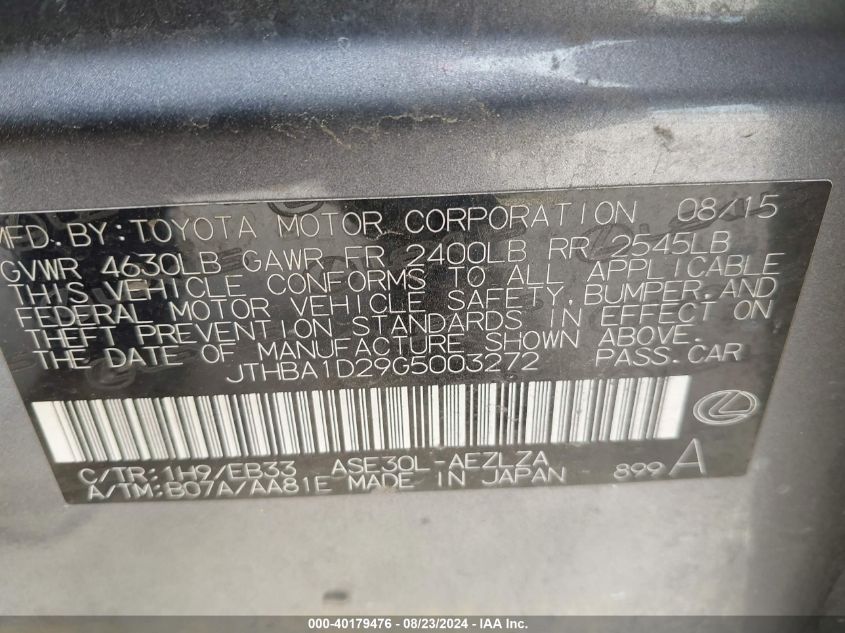 MFD. BY: TOYOTA MOTOR CORPORATION 08/15
GVWR 4630LB GAWR FR 2400LB RR 2545LB
THIS VEHICLE CONFORMS TO ALL APPLICABLE
FEDERAL MOTOR VEHICLE SAFETY, BUMPER, AND
THEFT PREVENTION STANDARDS IN EFFECT ON
THE DATE OF MANUFACTURE SHOWN ABOVE.
JTHBA1D29G5003272 PASS. CAR
C/TR: 1H9/EB33 ASE30L-AEZLZA
A/TM: B07A/AA81E MADE IN JAPAN 899 A
000-40179476 - 08/23/2024 - IAA Inc.